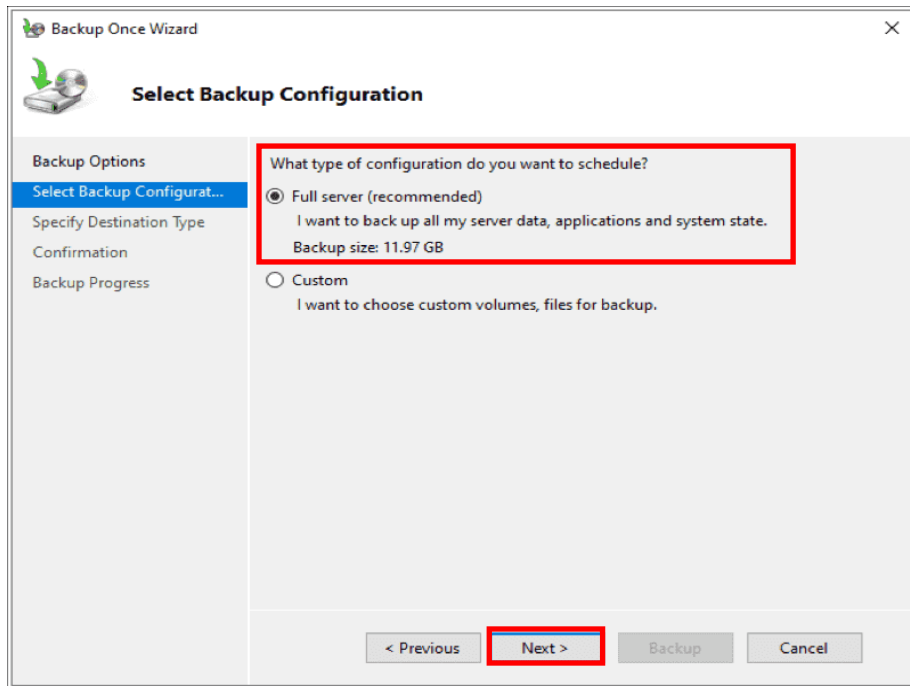 Backup Once Wizard
Select Backup Configuration
Backup Options
Select Backup Configurat...
Specify Destination Type
Confirmation
Backup Progress
What type of configuration do you want to schedule?
Full server (recommended)
I want to back up all my server data, applications and system state.
Backup size: 11.97 GB
Custom
I want to choose custom volumes, files for backup.
< Previous
Next >
Backup
Cancel